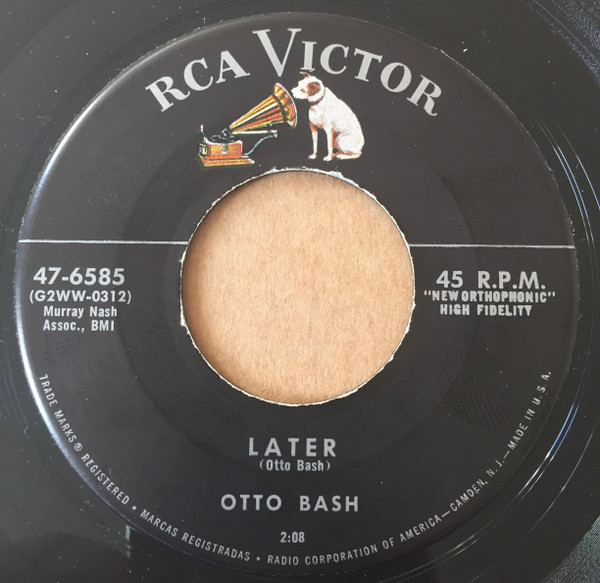 RCA VICTOR
47-6585
(G2WW-0312)
Murray Nash
Assoc., BMI
45 R.P.M.
"NEW ORTHOPHONIC"
HIGH FIDELITY
LATER
(Otto Bash)
OTTO BASH
2:08
TRADE MARKS ® REGISTERED • MARCAS REGISTRADAS • RADIO CORPORATION OF AMERICA—CAMDEN, N. J.—MADE IN U.S.A.